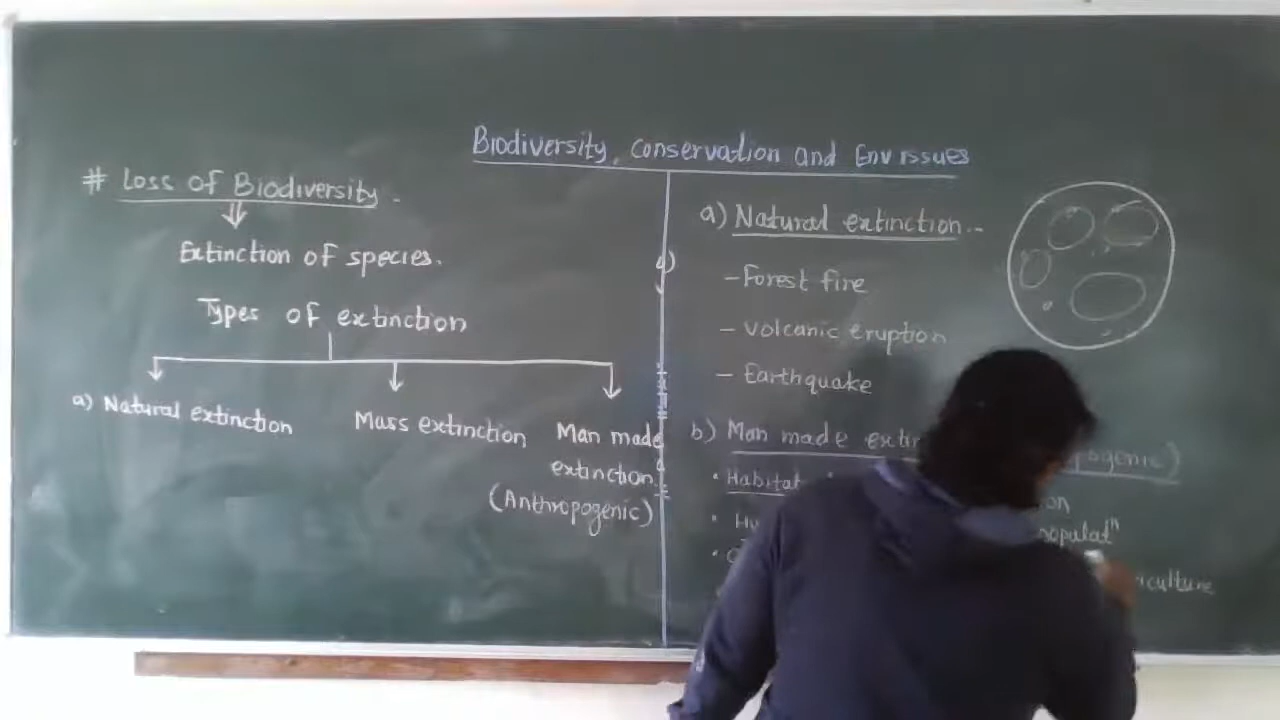 Biodiversity, Conservation and Env issues
# Loss of Biodiversity.
Extinction of species.
Types of extinction
a) Natural extinction
Mass extinction
Man made
extinction.
(Anthropogenic)
a) Natural extinction..
- Forest fire
- Volcanic eruption
- Earthquake
b) Man made
• Habitat